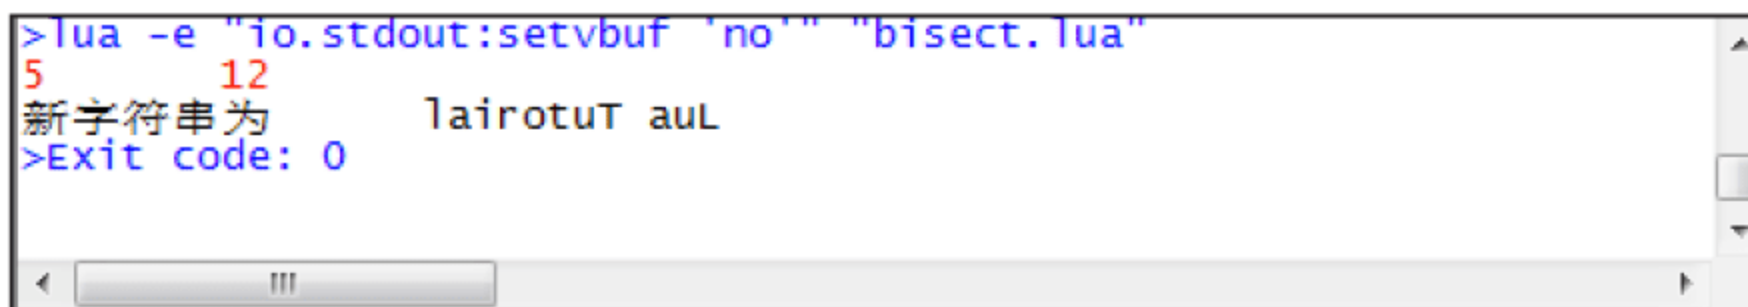 >lua -e "io.stdout:setvbuf 'no'" "bisect.lua"
5 12
新字符串为 lairotuT auL
>Exit code: 0